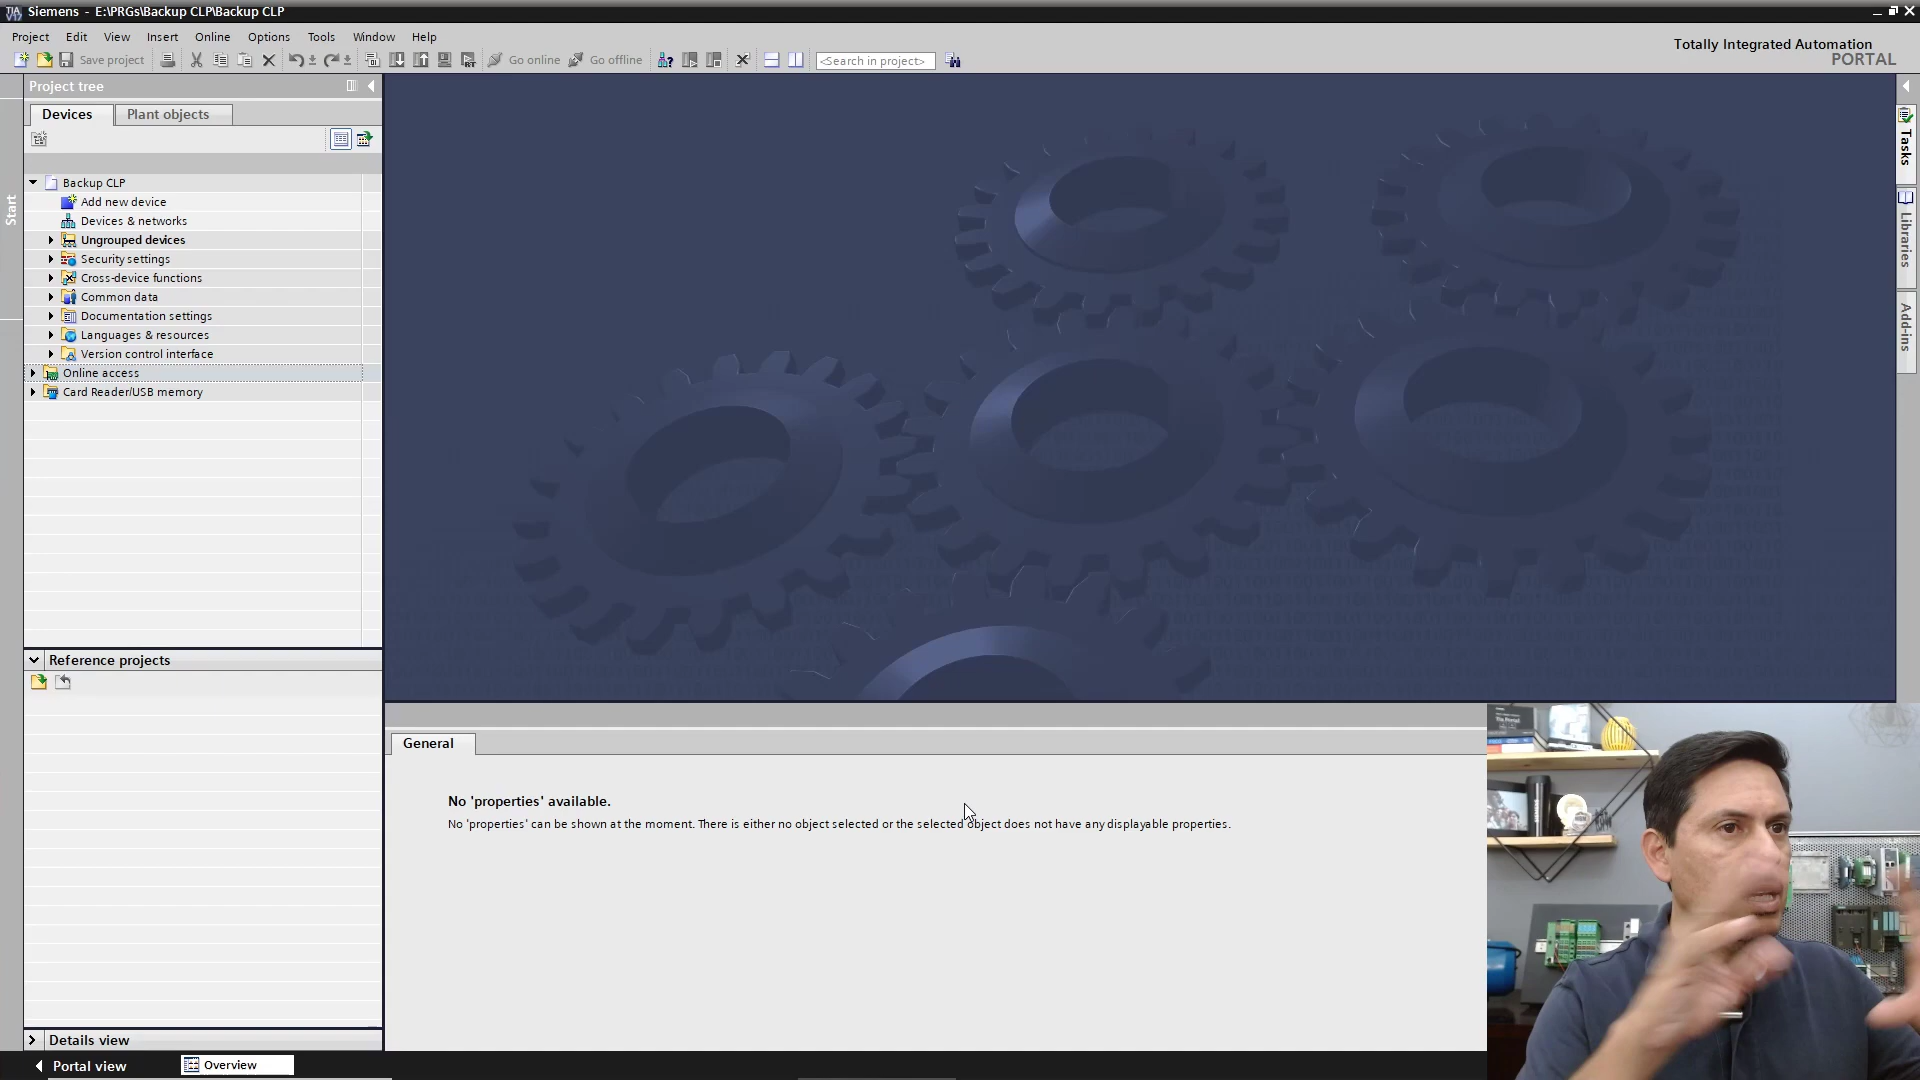 Siemens - E:\PRGs\Backup CLP\Backup CLP
Project Edit View Insert Online Options Tools Window Help
Totally Integrated Automation
PORTAL
Save project
Go online
Go offline
<Search in project>
Project tree
Devices
Plant objects
Start
Backup CLP
Add new device
Devices & networks
Ungrouped devices
Security settings
Cross-device functions
Common data
Documentation settings
Languages & resources
Version control interface
Online access
Card Reader/USB memory
Reference projects
Details view
Tasks
Libraries
Add-ins
General
No 'properties' available.
No 'properties' can be shown at the moment. There is either no object selected or the selected object does not have any displayable properties.
Portal view
Overview